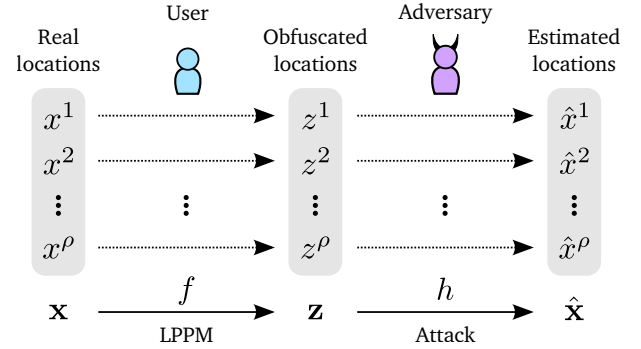 User
Adversary
Real locations
Obfuscated locations
Estimated locations
x¹ z¹ x̂¹
x² z² x̂²
⋮ ⋮ ⋮ ⋮ ⋮
x^ρ z^ρ x̂^ρ
f h
𝐱 𝐳 𝐱̂
LPPM Attack